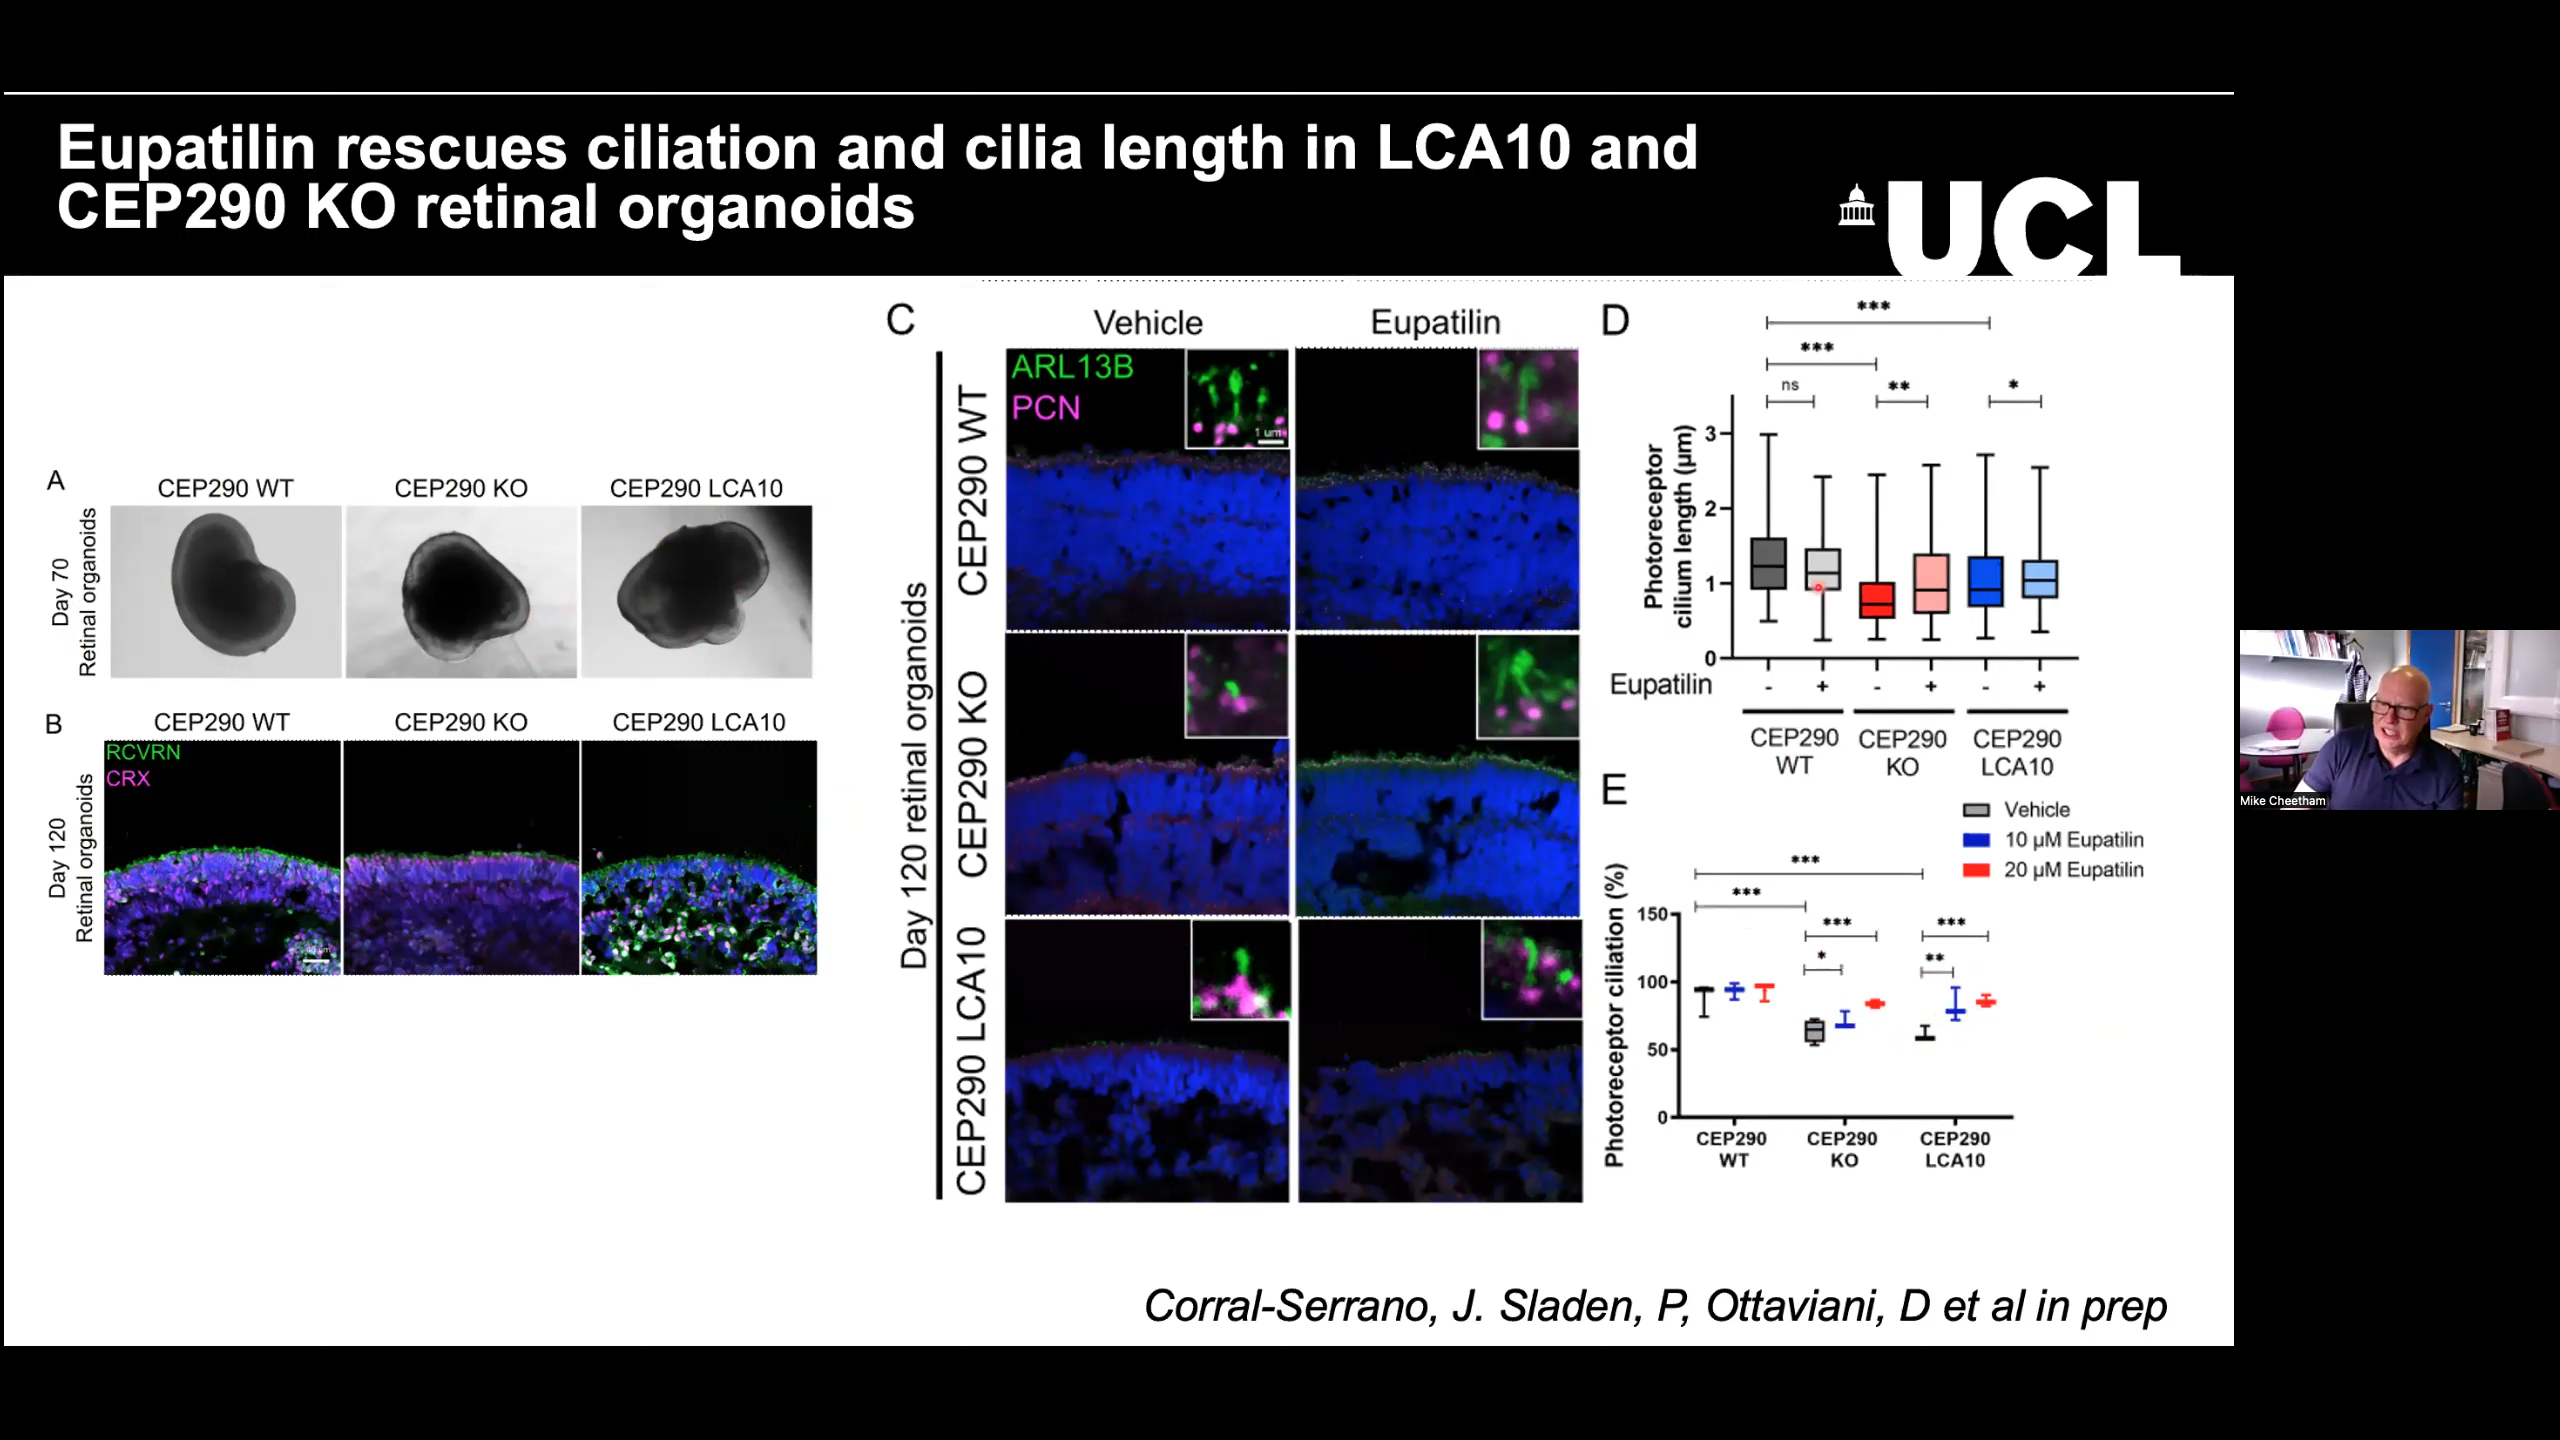 Eupatilin rescues ciliation and cilia length in LCA10 and
CEP290 KO retinal organoids
UCL
A
CEP290 WT
CEP290 KO
CEP290 LCA10
Day 70
Retinal organoids
B
CEP290 WT
CEP290 KO
CEP290 LCA10
RCVRN
CRX
Day 120
Retinal organoids
C
Vehicle
Eupatilin
Day 120 retinal organoids
CEP290 WT
ARL13B
PCN
1 um
CEP290 KO
CEP290 LCA10
D
***
***
ns
**
*
Photoreceptor
cilium length (µm)
3
2
1
0
Eupatilin - + - + - +
CEP290
WT
CEP290
KO
CEP290
LCA10
E
Vehicle
10 µM Eupatilin
20 µM Eupatilin
***
***
***
***
*
**
Photoreceptor ciliation (%)
150
100
50
0
CEP290
WT
CEP290
KO
CEP290
LCA10
Corral-Serrano, J. Sladen, P, Ottaviani, D et al in prep
Mike Cheetham